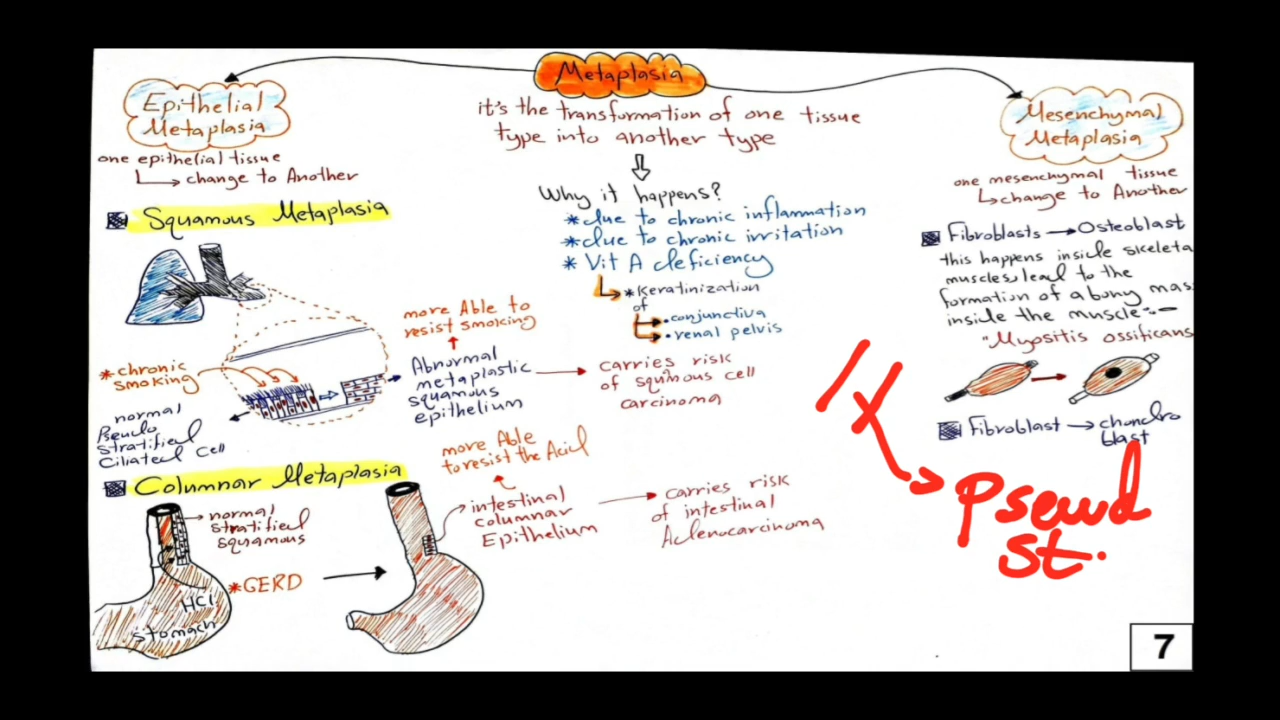 Metaplasia
it's the transformation of one tissue
type into another type
Why it happens?
*due to chronic inflammation
*due to chronic irritation
* Vit A deficiency
*Keratinization
of
• conjunctiva
• renal pelvis
Epithelial
Metaplasia
one epithelial tissue
change to Another
Squamous Metaplasia
*chronic
smoking
normal
Pseudo
stratified
Ciliated Cell
more Able to
resist smoking
Abnormal
metaplastic
squamous
epithelium
carries risk
of squmous cell
carcinoma
Columnar Metaplasia
normal
stratified
squamous
HCl
stomach
*GERD
more Able
to resist the Acid
intestinal
columnar
Epithelium
carries risk
of intestinal
Adenocarcinoma
Mesenchymal
Metaplasia
one mesenchymal tissue
change to Another
Fibroblasts → Osteoblast
this happens inside skeleta
muscles, lead to the
formation of a bony mas
inside the muscle
"Myositis ossificans
Fibroblast → chondro
blast
pseud
st.
7